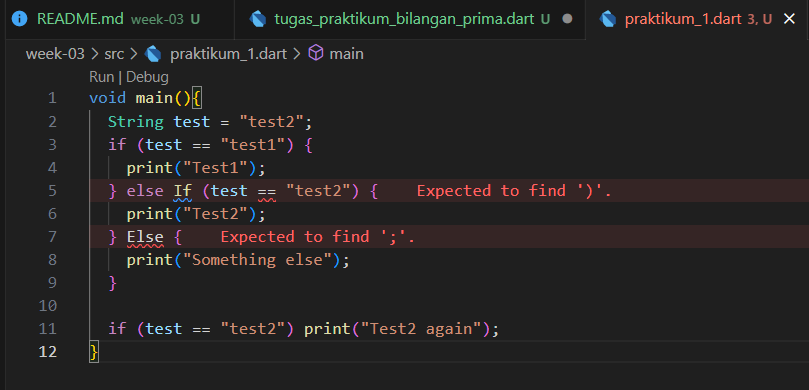 README.md week-03 U tugas_praktikum_bilangan_prima.dart U praktikum_1.dart 3, U
week-03 > src > praktikum_1.dart > main
Run | Debug
1 void main(){
2 String test = "test2";
3 if (test == "test1") {
4 print("Test1");
5 } else If (test == "test2") { Expected to find ')'.
6 print("Test2");
7 } Else { Expected to find ';'.
8 print("Something else");
9 }
10
11 if (test == "test2") print("Test2 again");
12 }